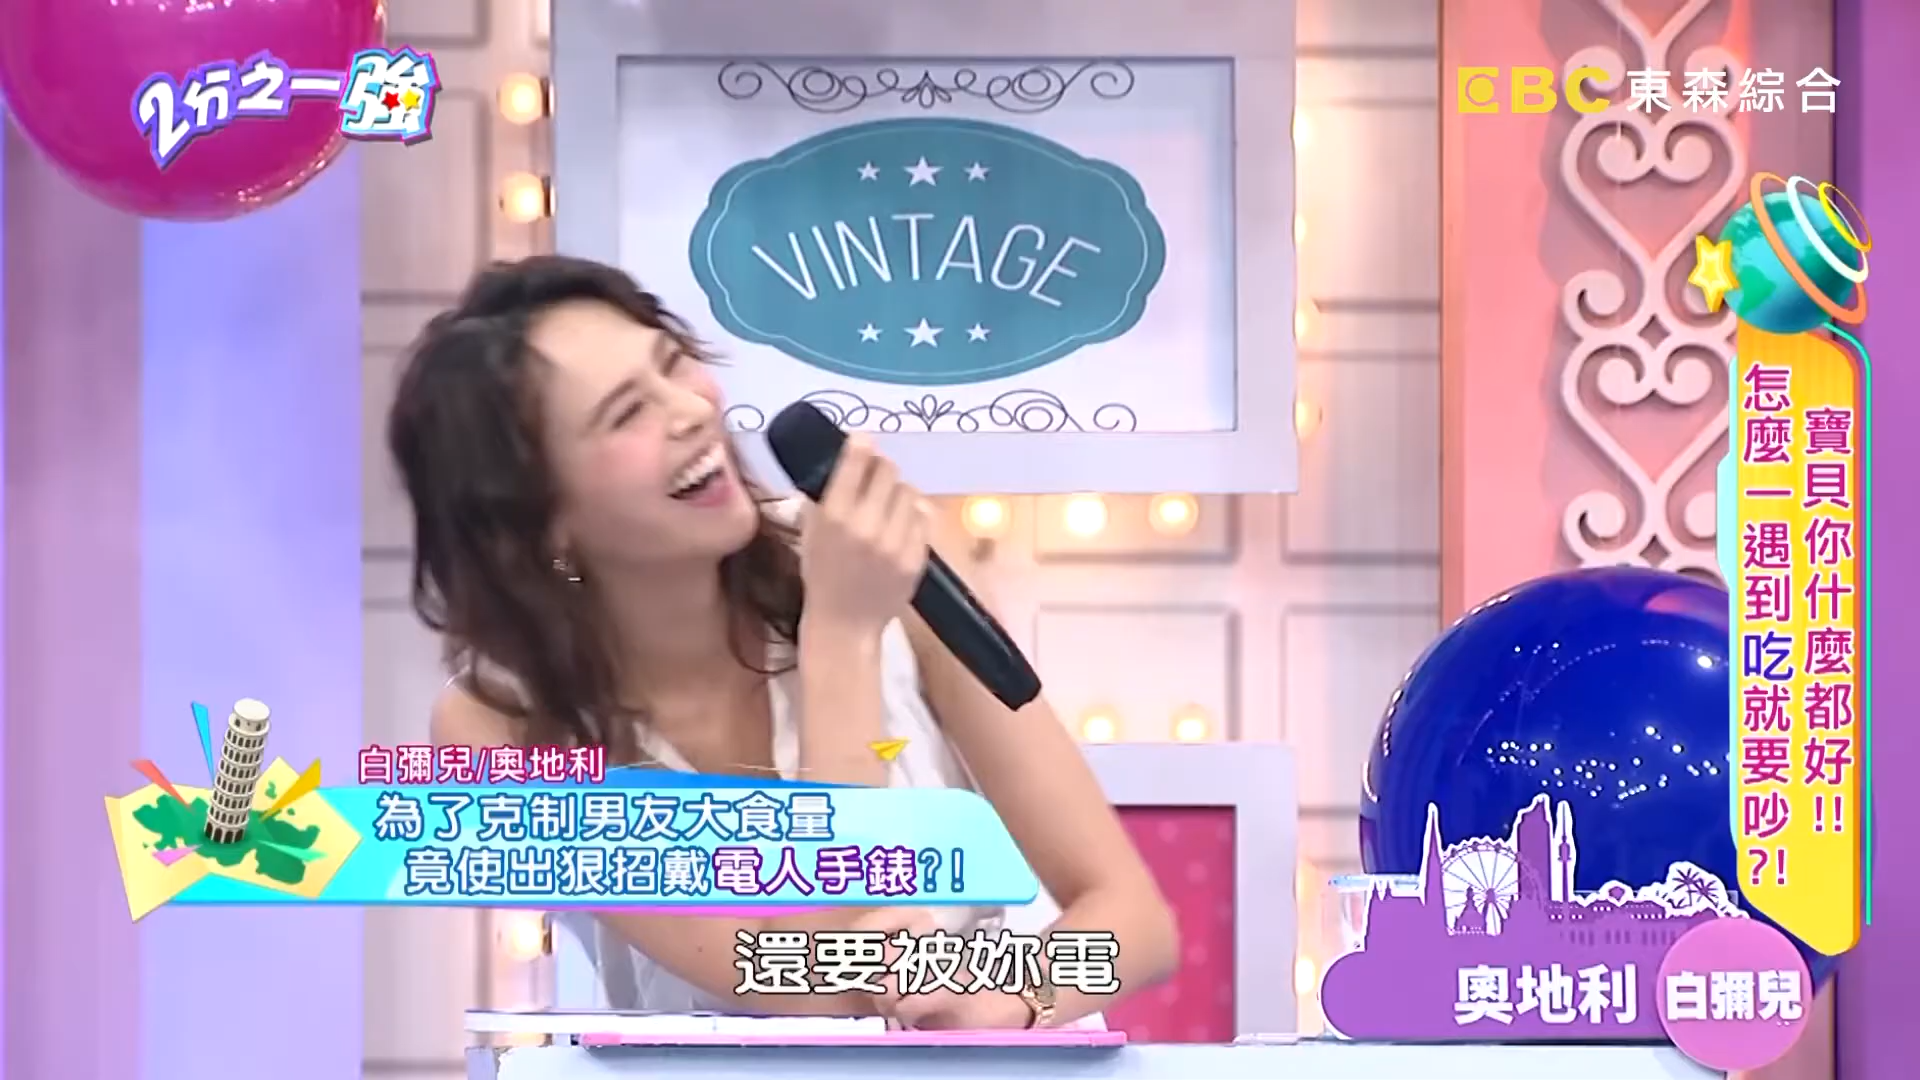 2分之一強
EBC東森綜合
VINTAGE
寶貝你什麼都好!!
怎麼一遇到吃就要吵?!
白彌兒/奧地利
為了克制男友大食量
竟使出狠招戴電人手錶?!
還要被妳電
奧地利 白彌兒